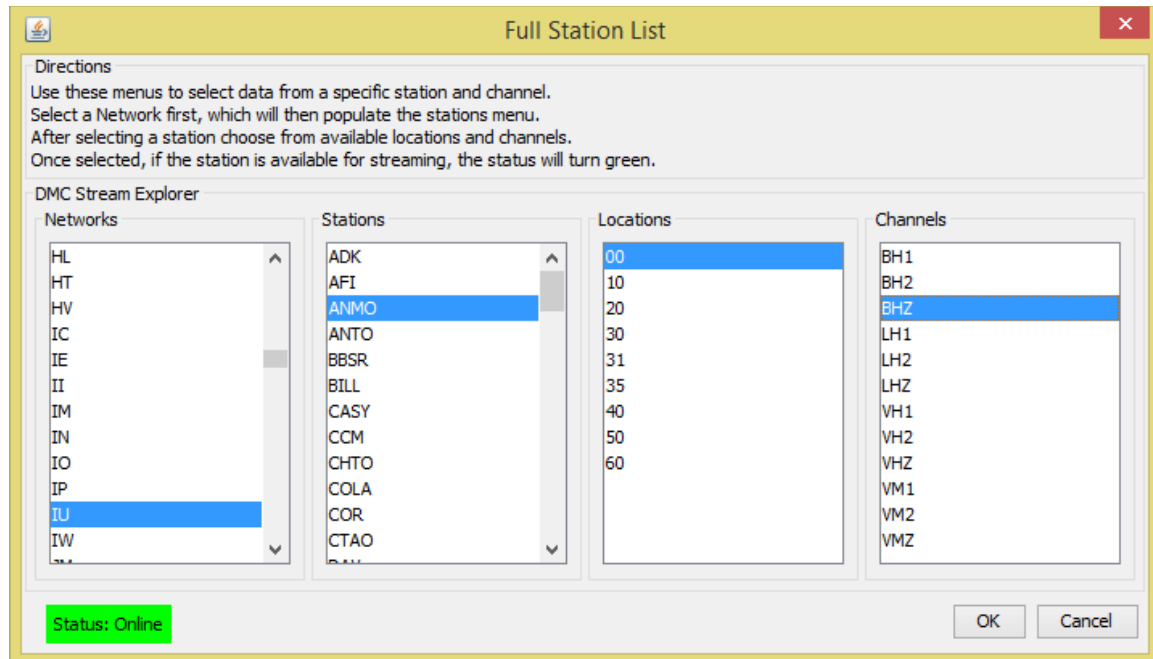 Full Station List
Directions
Use these menus to select data from a specific station and channel.
Select a Network first, which will then populate the stations menu.
After selecting a station choose from available locations and channels.
Once selected, if the station is available for streaming, the status will turn green.
DMC Stream Explorer
Networks
HL
HT
HV
IC
IE
II
IM
IN
IO
IP
IU
IW
Stations
ADK
AFI
ANMO
ANTO
BBSR
BILL
CASY
CCM
CHTO
COLA
COR
CTAO
Locations
00
10
20
30
31
35
40
50
60
Channels
BH1
BH2
BHZ
LH1
LH2
LHZ
VH1
VH2
VHZ
VM1
VM2
VMZ
Status: Online
OK
Cancel